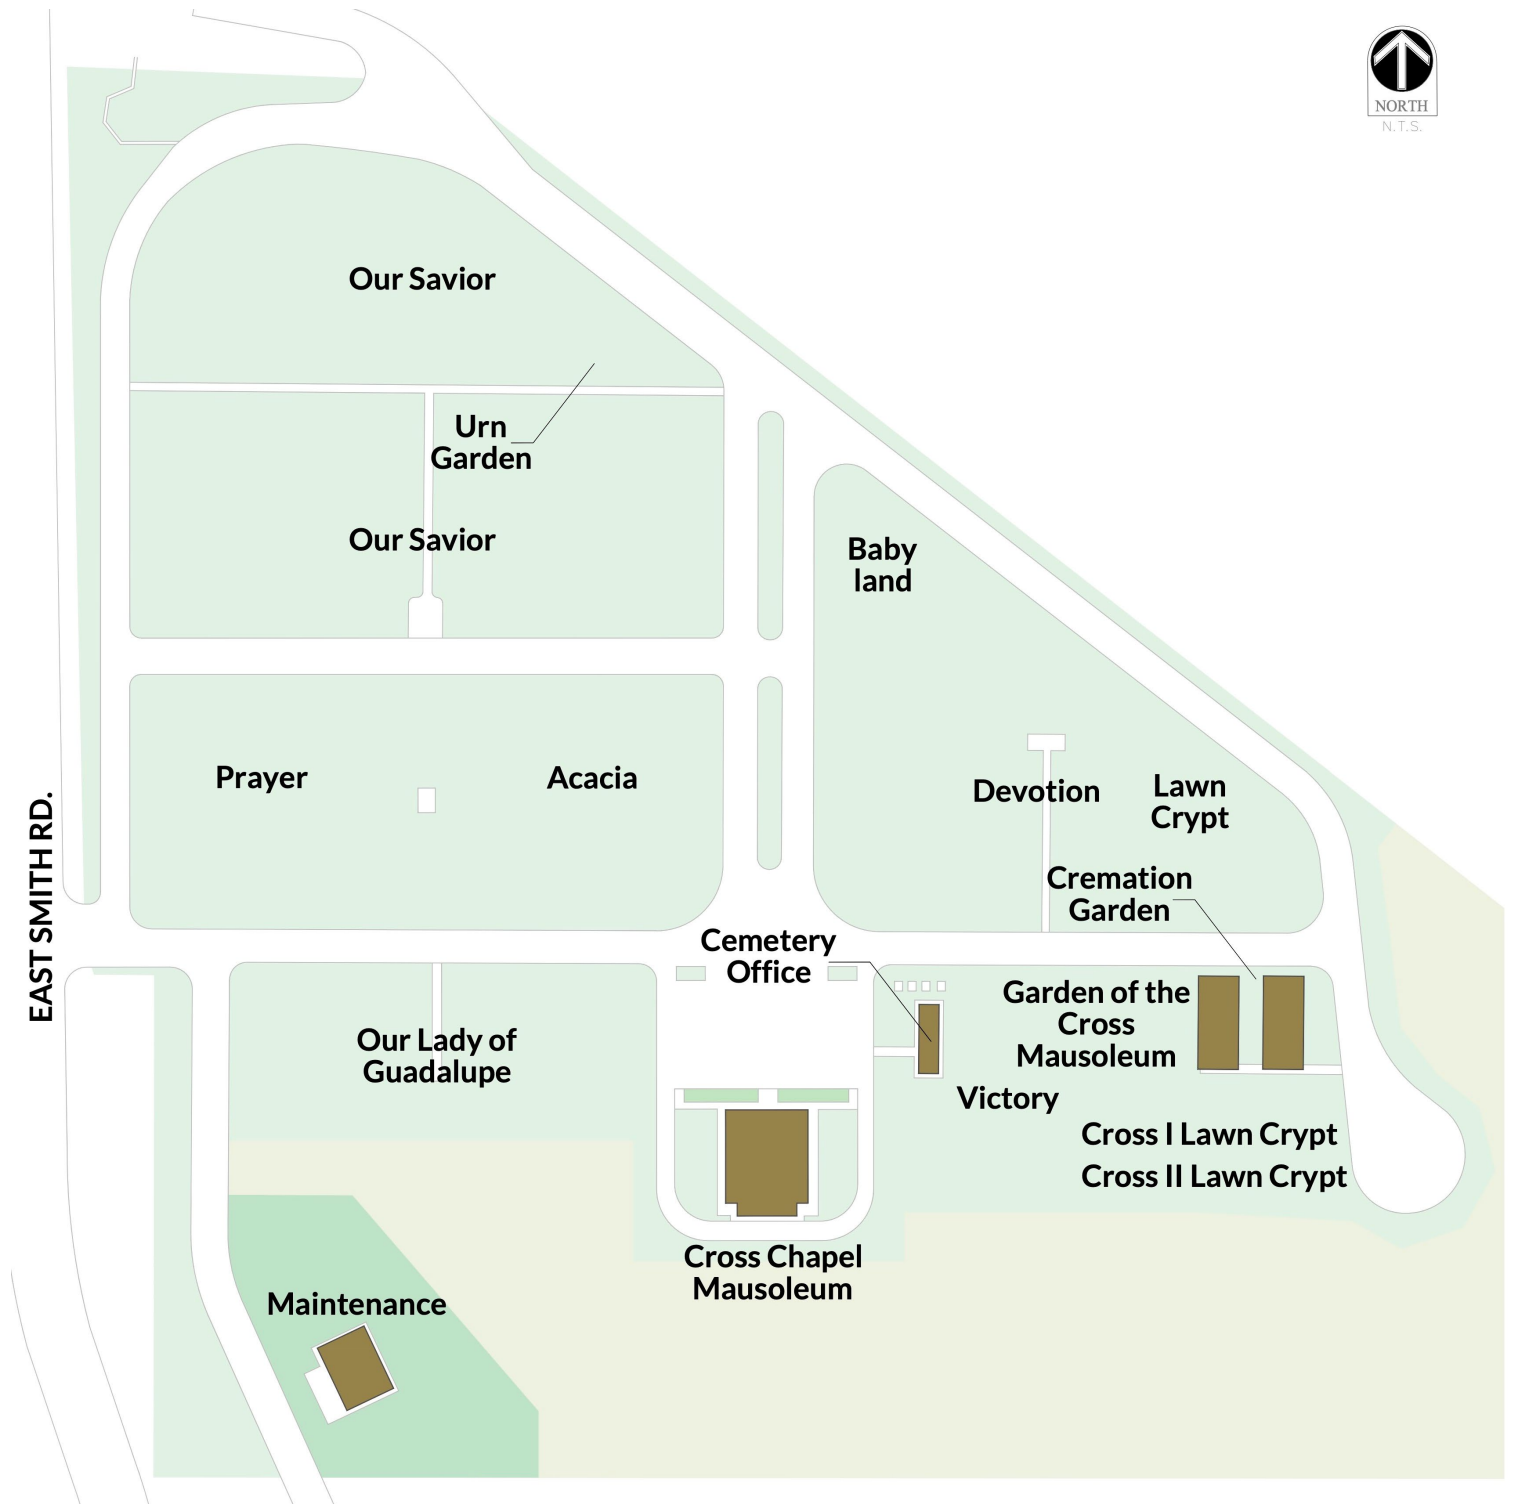 NORTH
N.T.S.
Our Savior
Urn
Garden
Our Savior
Baby
land
Prayer
Acacia
Devotion
Lawn
Crypt
EAST SMITH RD.
Cremation
Garden
Cemetery
Office
Garden of the
Cross
Mausoleum
Our Lady of
Guadalupe
Victory
Cross I Lawn Crypt
Cross II Lawn Crypt
Cross Chapel
Mausoleum
Maintenance